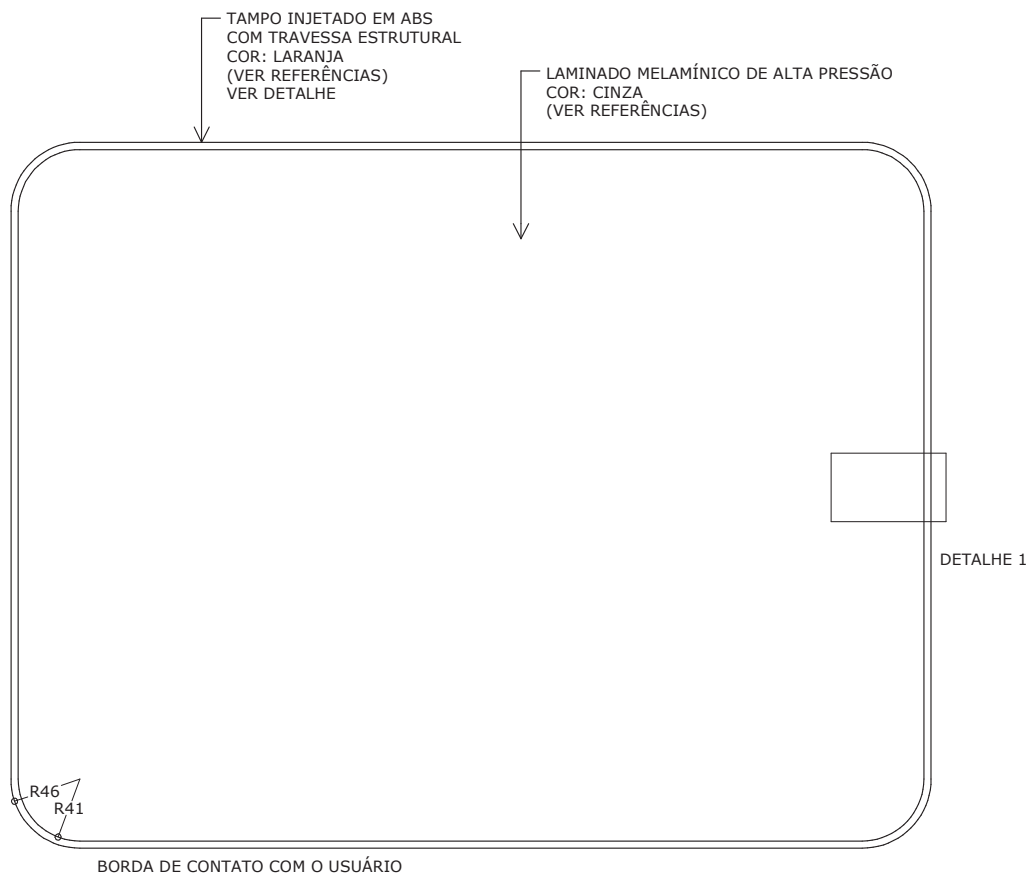 TAMPO INJETADO EM ABS
COM TRAVESSA ESTRUTURAL
COR: LARANJA
(VER REFERÊNCIAS)
VER DETALHE
LAMINADO MELAMÍNICO DE ALTA PRESSÃO
COR: CINZA
(VER REFERÊNCIAS)
DETALHE 1
R46
R41
BORDA DE CONTATO COM O USUÁRIO